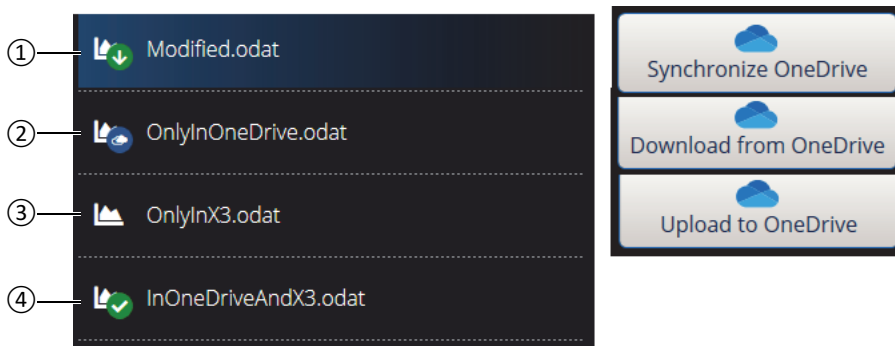 ① Modified.odat
② OnlyInOneDrive.odat
③ OnlyInX3.odat
④ InOneDriveAndX3.odat
Synchronize OneDrive
Download from OneDrive
Upload to OneDrive